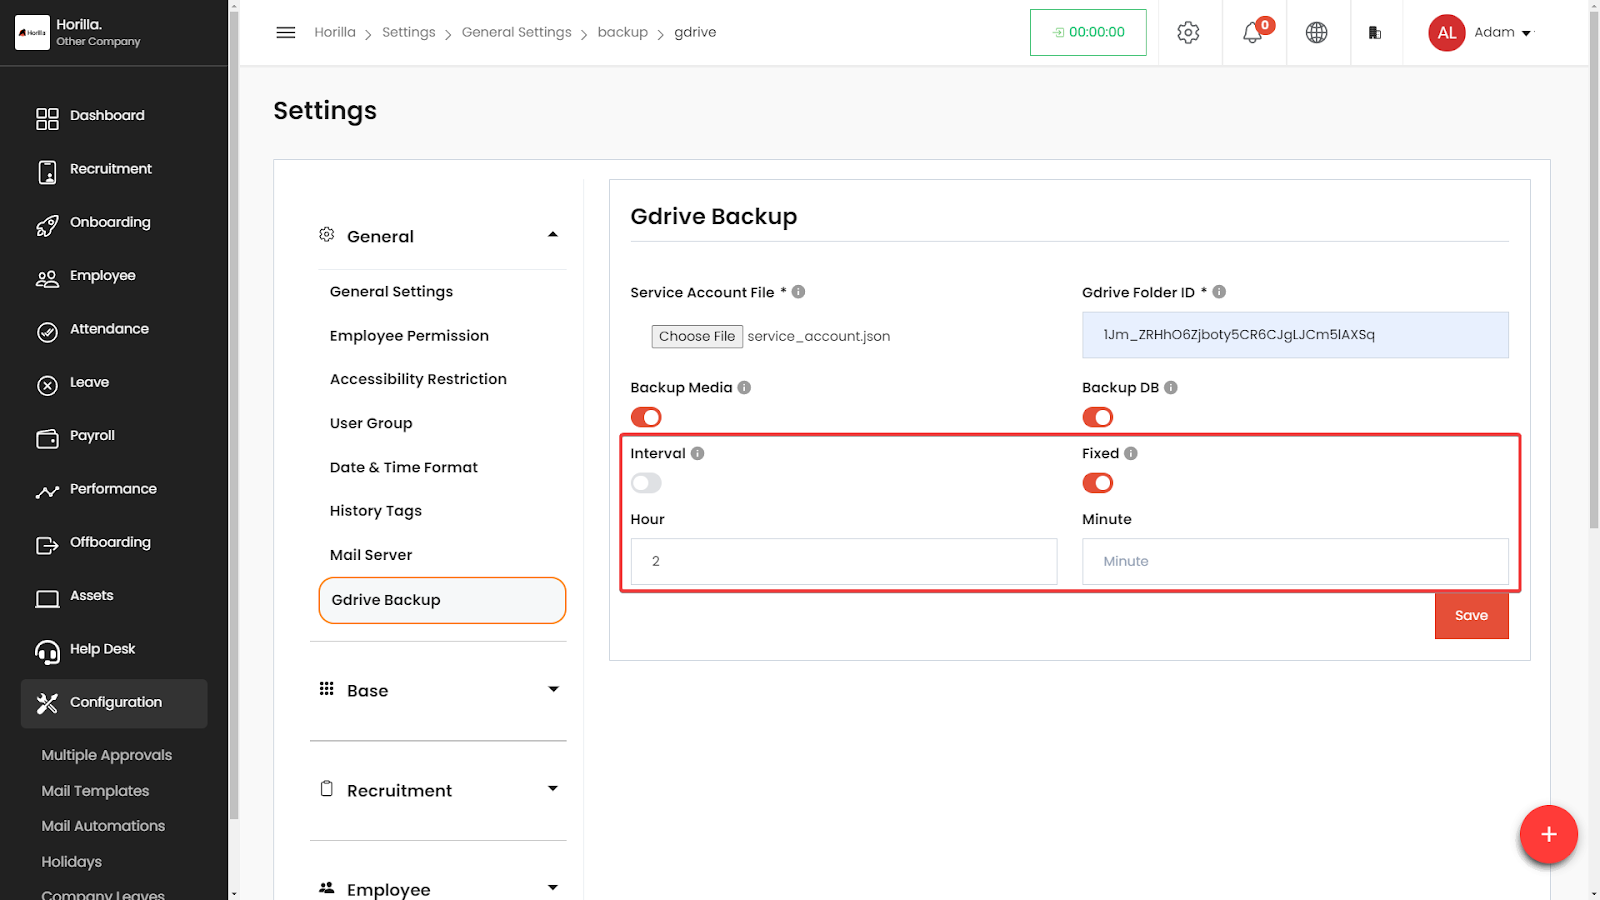 Horilla.
Other Company
Horilla
Dashboard
Recruitment
Onboarding
Employee
Attendance
Leave
Payroll
Performance
Offboarding
Assets
Help Desk
Configuration
Multiple Approvals
Mail Templates
Mail Automations
Holidays
Company Leaves
Horilla > Settings > General Settings > backup > gdrive
00:00:00
0
AL
Adam
Settings
General
General Settings
Employee Permission
Accessibility Restriction
User Group
Date & Time Format
History Tags
Mail Server
Gdrive Backup
Base
Recruitment
Employee
Gdrive Backup
Service Account File *
Gdrive Folder ID *
Choose File service_account.json
1Jm_ZRHhO6Zjboty5CR6CJgLJCm5lAXSq
Backup Media
Backup DB
Interval
Fixed
Hour
Minute
2
Minute
Save
+